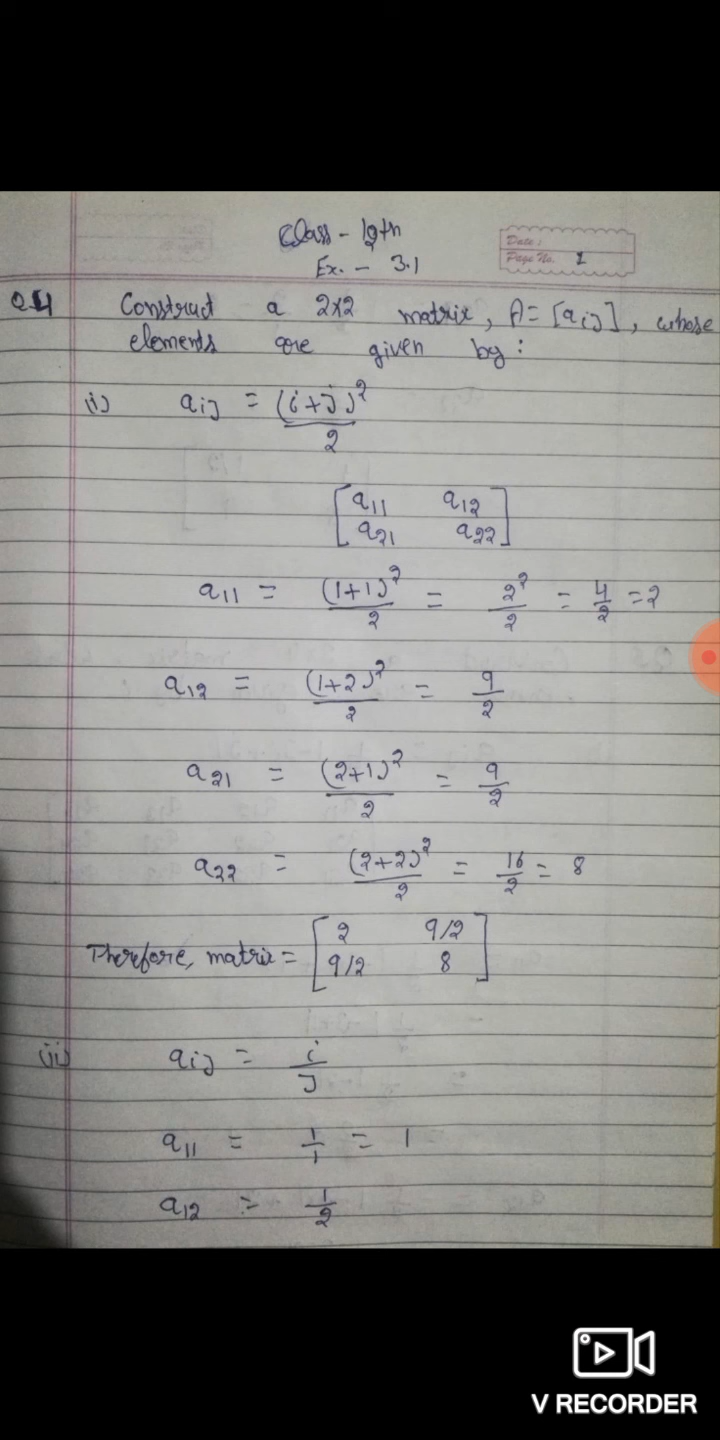 Class - 12th
Ex. - 3.1
Date :
Page No. 1
Q.4 Construct a 2×2 matrix, A = [aij], whose
elements are given by :
(i) aij = (i+j)²/2
[a11 a12
a21 a22]
a11 = (1+1)²/2 = 2²/2 = 4/2 = 2
a12 = (1+2)²/2 = 9/2
a21 = (2+1)²/2 = 9/2
a22 = (2+2)²/2 = 16/2 = 8
Therefore, matrix = [2 9/2
9/2 8]
(ii) aij = i/j
a11 = 1/1 = 1
a12 = 1/2
V RECORDER